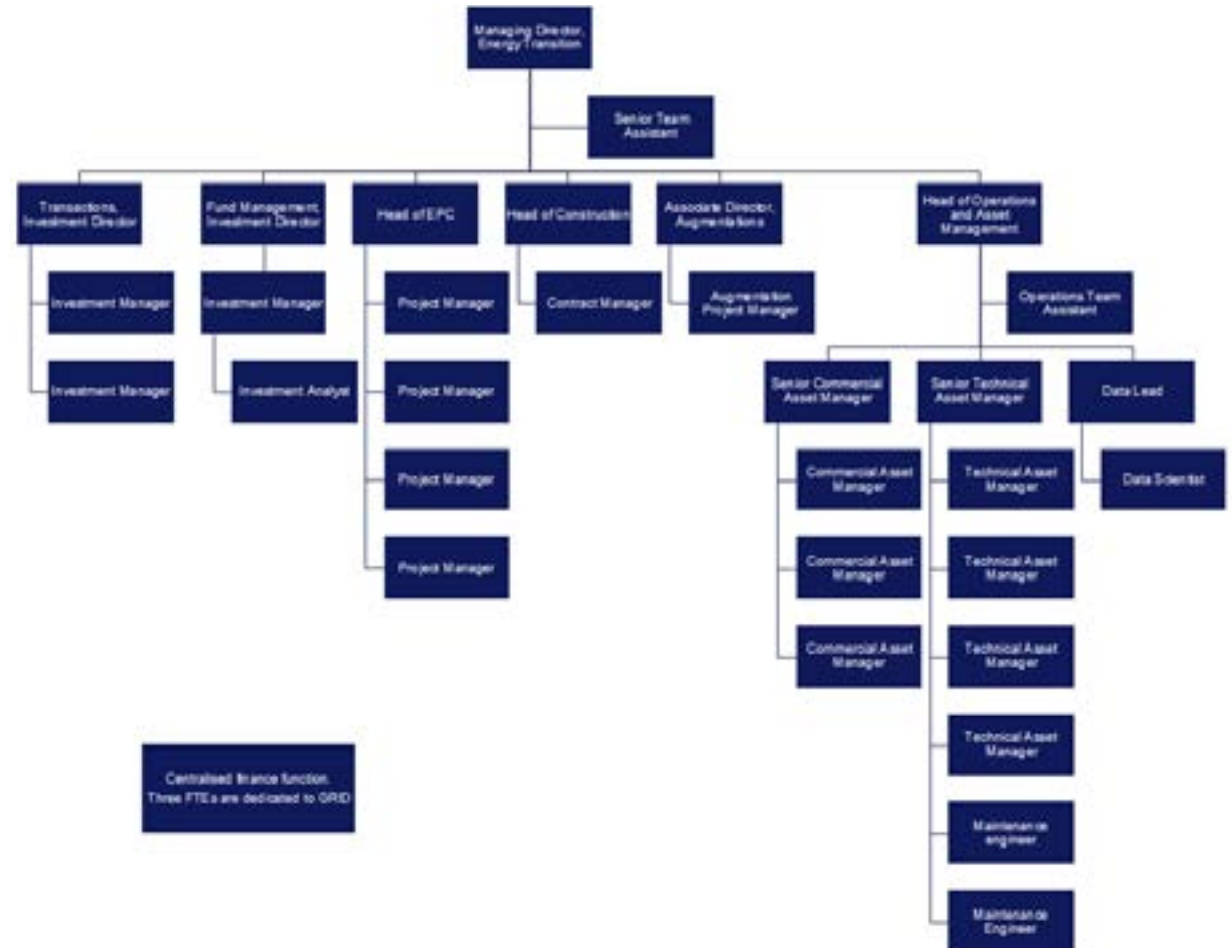 Managing Director,
Energy Transition
Senior Team
Assistant
Transactions,
Investment Director
Fund Management,
Investment Director
Head of EPC
Head of Construction
Associate Director,
Augmentations
Head of Operations
and Asset
Management
Investment Manager
Investment Manager
Project Manager
Contract Manager
Augmentation
Project Manager
Operations Team
Assistant
Investment Manager
Investment Analyst
Project Manager
Senior Commercial
Asset Manager
Senior Technical
Asset Manager
Data Lead
Project Manager
Commercial Asset
Manager
Technical Asset
Manager
Data Scientist
Project Manager
Commercial Asset
Manager
Technical Asset
Manager
Commercial Asset
Manager
Technical Asset
Manager
Technical Asset
Manager
Centralised finance function.
Three FTEs are dedicated to GRID
Maintenance
engineer
Maintenance
Engineer